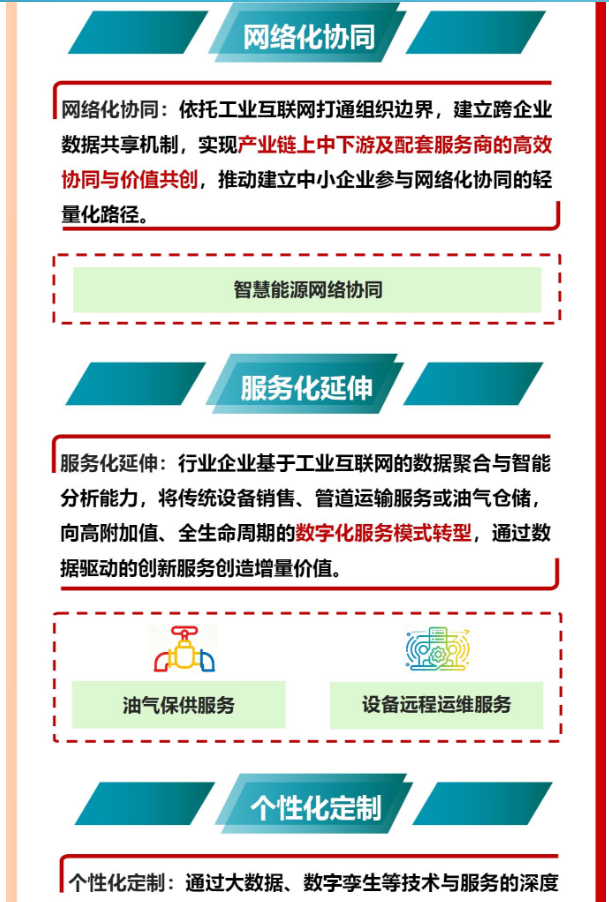 网络化协同
网络化协同：依托工业互联网打通组织边界，建立跨企业
数据共享机制，实现产业链上中下游及配套服务商的高效
协同与价值共创，推动建立中小企业参与网络化协同的轻
量化路径。
智慧能源网络协同
服务化延伸
服务化延伸：行业企业基于工业互联网的数据聚合与智能
分析能力，将传统设备销售、管道运输服务或油气仓储，
向高附加值、全生命周期的数字化服务模式转型，通过数
据驱动的创新服务创造增量价值。
油气保供服务
设备远程运维服务
个性化定制
个性化定制：通过大数据、数字孪生等技术与服务的深度